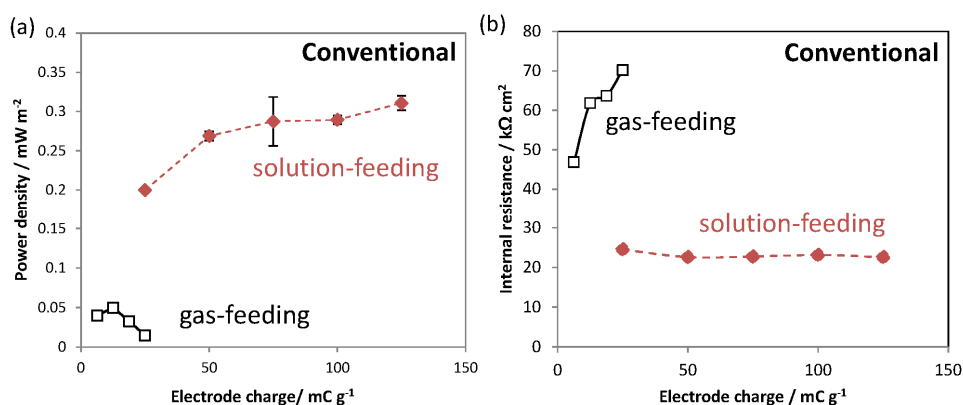 (a)
Conventional
Power density / mW m⁻²
0.4
0.35
0.3
0.25
0.2
0.15
0.1
0.05
0
solution-feeding
gas-feeding
0
50
100
150
Electrode charge/ mC g⁻¹
(b)
Conventional
Internal resistance / kΩ cm²
80
70
60
50
40
30
20
10
0
gas-feeding
solution-feeding
0
50
100
150
Electrode charge/ mC g⁻¹